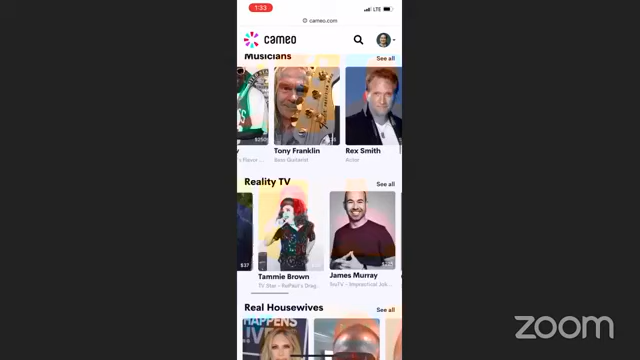 1:33
LTE
cameo.com
cameo
Musicians
See all
$250
Tony Franklin
Bass Guitarist
Rex Smith
Actor
Reality TV
See all
$37
Tammie Brown
TV Star - RuPaul's Drag...
James Murray
TruTV - Impractical Jok...
Real Housewives
See all
HAPPENS
LIVE
zoom